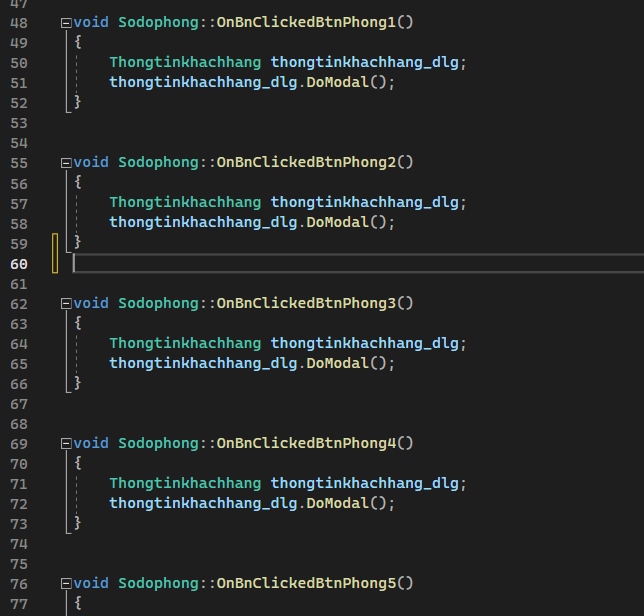 47
48 void Sodophong::OnBnClickedBtnPhong1()
49 {
50 Thongtinkhachhang thongtinkhachhang_dlg;
51 thongtinkhachhang_dlg.DoModal();
52 }
53
54
55 void Sodophong::OnBnClickedBtnPhong2()
56 {
57 Thongtinkhachhang thongtinkhachhang_dlg;
58 thongtinkhachhang_dlg.DoModal();
59 }
60
61
62 void Sodophong::OnBnClickedBtnPhong3()
63 {
64 Thongtinkhachhang thongtinkhachhang_dlg;
65 thongtinkhachhang_dlg.DoModal();
66 }
67
68
69 void Sodophong::OnBnClickedBtnPhong4()
70 {
71 Thongtinkhachhang thongtinkhachhang_dlg;
72 thongtinkhachhang_dlg.DoModal();
73 }
74
75
76 void Sodophong::OnBnClickedBtnPhong5()
77 {